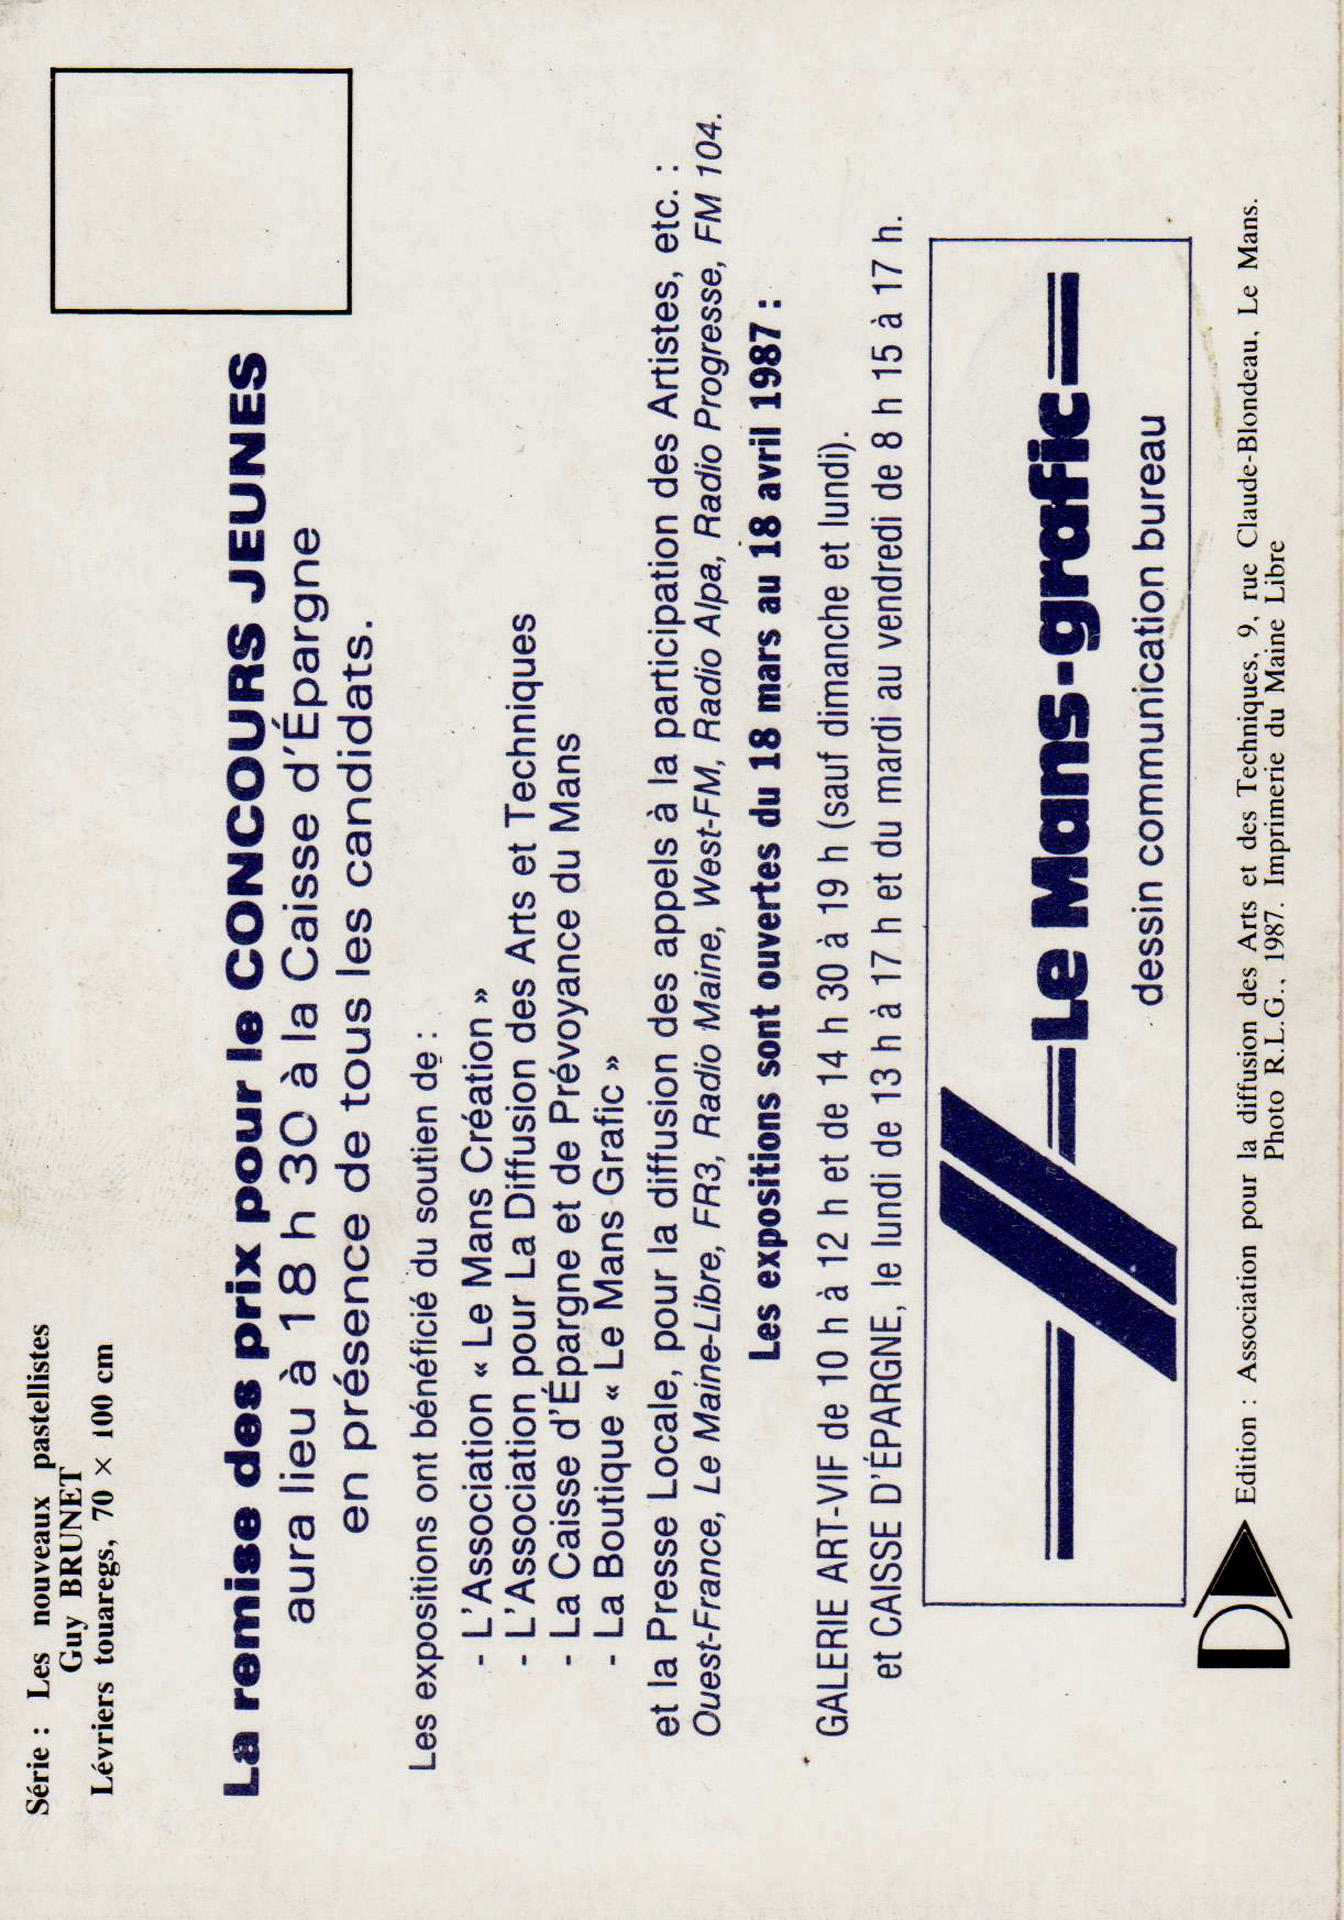 Série : Les nouveaux pastellistes
Guy BRUNET
Lévriers touaregs, 70 × 100 cm
La remise des prix pour le CONCOURS JEUNES
aura lieu à 18 h 30 à la Caisse d'Épargne
en présence de tous les candidats.
Les expositions ont bénéficié du soutien de :
- L'Association « Le Mans Création »
- L'Association pour La Diffusion des Arts et Techniques
- La Caisse d'Épargne et de Prévoyance du Mans
- La Boutique « Le Mans Grafic »
et la Presse Locale, pour la diffusion des appels à la participation des Artistes, etc. :
Ouest-France, Le Maine-Libre, FR3, Radio Maine, West-FM, Radio Alpa, Radio Progresse, FM 104.
Les expositions sont ouvertes du 18 mars au 18 avril 1987 :
GALERIE ART-VIF de 10 h à 12 h et de 14 h 30 à 19 h (sauf dimanche et lundi).
et CAISSE D'ÉPARGNE, le lundi de 13 h à 17 h et du mardi au vendredi de 8 h 15 à 17 h.
Le Mans-grafic
dessin communication bureau
DA Edition : Association pour la diffusion des Arts et des Techniques, 9, rue Claude-Blondeau, Le Mans.
Photo R.L.G., 1987. Imprimerie du Maine Libre